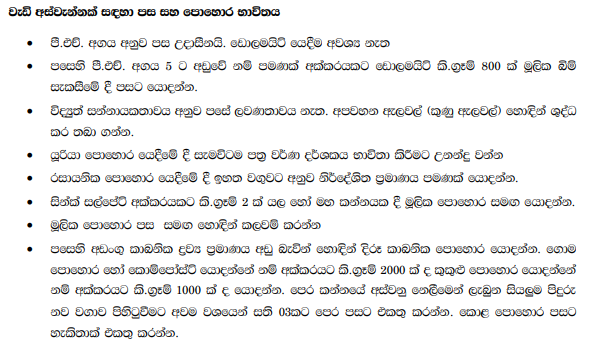 වැඩි අස්වැන්නක් සඳහා පස සහ පොහොර භාවිතය
• පී.එච්. අගය අනුව පස උදාසීනයි. ඩොලමයිට් යෙදීම අවශ්‍ය නැත
• පසෙහි පී.එච්. අගය 5 ට අඩුවේ නම් පමණක් අක්කරයකට ඩොලමයිට් කි.ග්‍රෑම් 800 ක් මූලික බිම්
සැකසීමේ දී පසට යොදන්න.
• විද්‍යුත් සන්නායකතාවය අනුව පසේ ලවණතාවය නැත. අපවහන ඇලවල් (කුණු ඇලවල්) හොඳින් ශුද්ධ
කර තබා ගන්න.
• යූරියා පොහොර යෙදීමේ දී සැමවිටම පත්‍ර වර්ණ දර්ශකය භාවිතා කිරීමට උනන්දු වන්න
• රසායනික පොහොර යෙදීමේ දී ඉහත වගුවට අනුව නිර්දේශිත ප්‍රමාණය පමණක් යොදන්න.
• සින්ක් සල්පේට් අක්කරයකට කි.ග්‍රෑම් 2 ක් යල හෝ මහ කන්නයක දී මූලික පොහොර සමඟ යොදන්න.
• මූලික පොහොර පස සමඟ හොඳින් කලවම් කරන්න
• පසෙහි අඩංගු කාබනික ද්‍රව්‍ය ප්‍රමාණය අඩු බැවින් හොඳින් දිරූ කාබනික පොහොර යොදන්න. ගොම
පොහොර හෝ කොම්පෝස්ට් යොදන්නේ නම් අක්කරයට කි.ග්‍රෑම් 2000 ක් ද කුකුළු පොහොර යොදන්නේ
නම් අක්කරයට කි.ග්‍රෑම් 1000 ක් ද යොදන්න. පෙර කන්නයේ අස්වනු නෙලීමෙන් ලැබුන සියලුම පිදුරු
නව වගාව පිහිටුවීමට අවම වශයෙන් සති 03කට පෙර පසට එකතු කරන්න. කොළ පොහොර පසට
හැකිතාක් එකතු කරන්න.